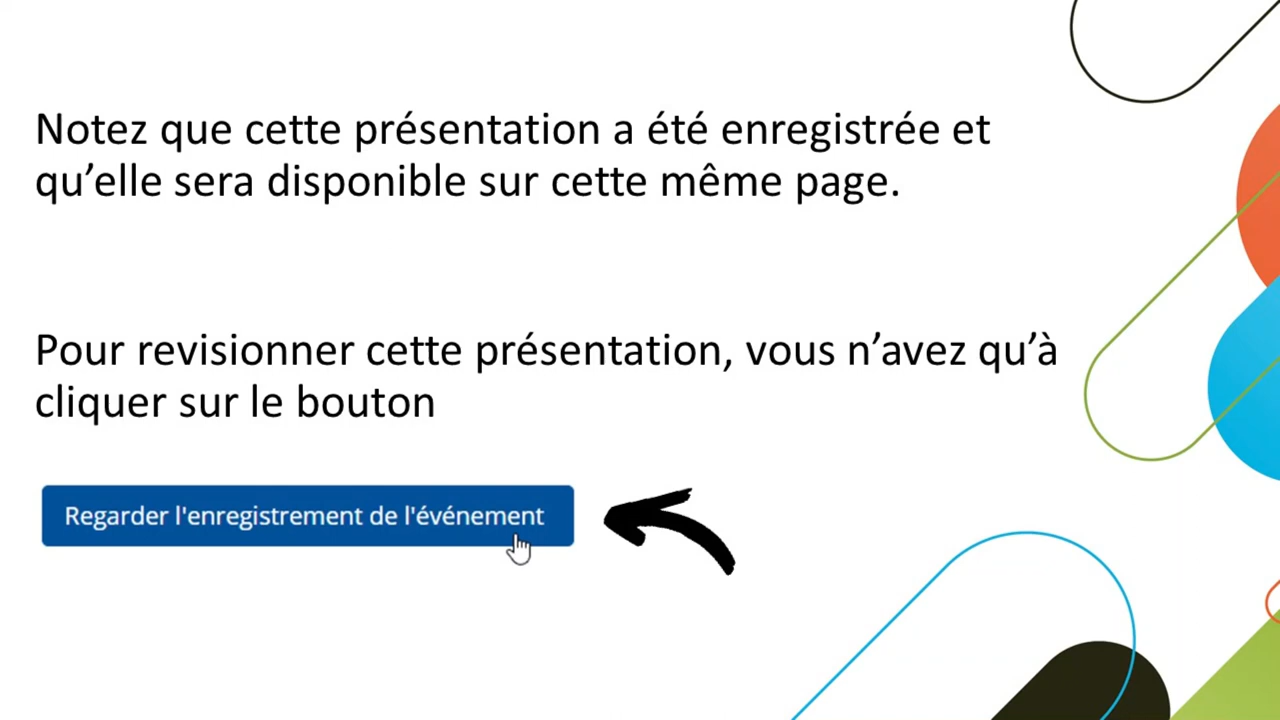 Notez que cette présentation a été enregistrée et
qu’elle sera disponible sur cette même page.
Pour revisionner cette présentation, vous n’avez qu’à
cliquer sur le bouton
Regarder l'enregistrement de l'événement